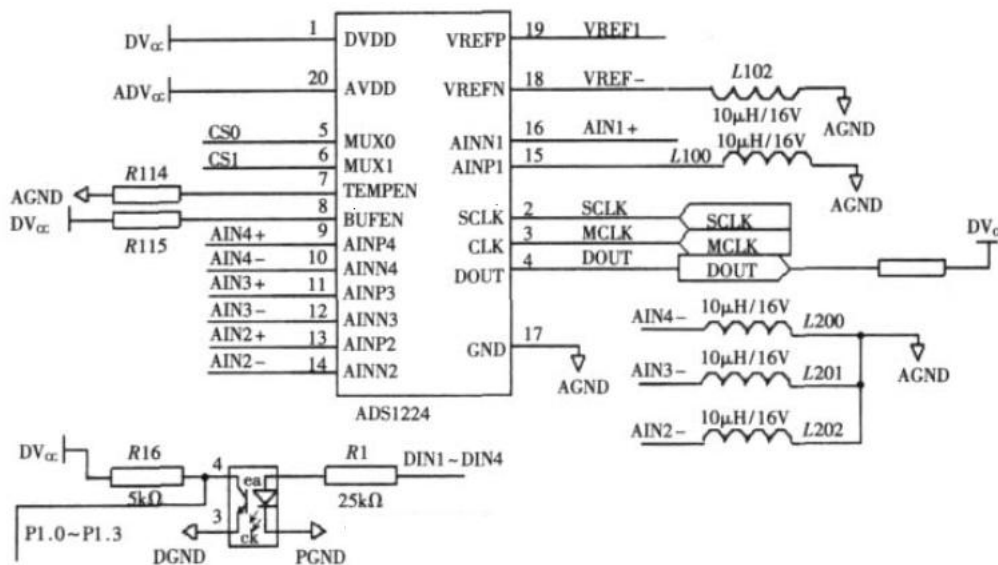 DVcc 1 DVDD VREFP 19 VREF1
ADVcc 20 AVDD VREFN 18 VREF- L102
10μH/16V AGND
CS0 5 MUX0 AINN1 16 AIN1+
CS1 6 MUX1 AINP1 15 L100 10μH/16V
AGND R114 7 TEMPEN AGND
DVcc R115 8 BUFEN SCLK 2 SCLK SCLK
AIN4+ 9 AINP4 CLK 3 MCLK MCLK
AIN4- 10 AINN4 DOUT 4 DOUT DOUT
AIN3+ 11 AINP3
AIN3- 12 AINN3
AIN2+ 13 AINP2 GND 17 AGND
AIN2- 14 AINN2
ADS1224
AIN4- 10μH/16V L200
AIN3- 10μH/16V L201 AGND
AIN2- 10μH/16V L202
DVcc R16 4 ea R1 DIN1~DIN4
5kΩ 25kΩ
P1.0~P1.3 3 ck
DGND PGND